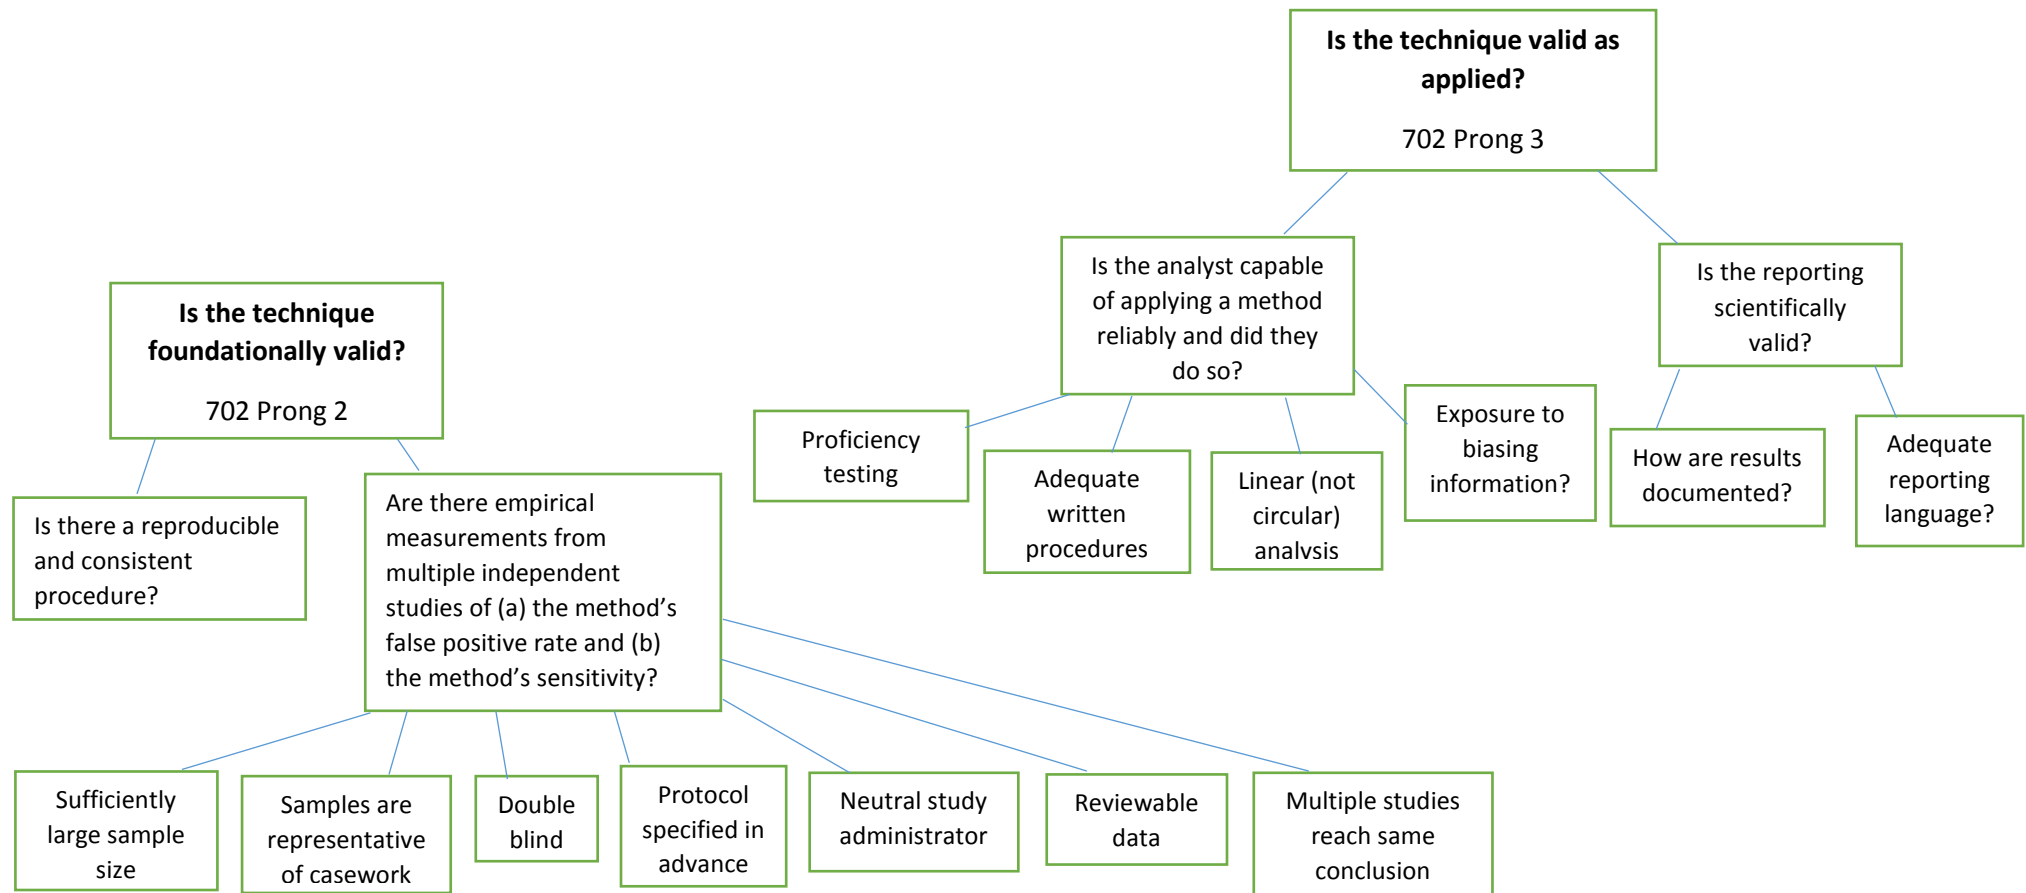 Is the technique valid as
applied?
702 Prong 3
Is the analyst capable
of applying a method
reliably and did they
do so?
Is the reporting
scientifically
valid?
Is the technique
foundationally valid?
702 Prong 2
Proficiency
testing
Adequate
written
procedures
Linear (not
circular)
analysis
Exposure to
biasing
information?
How are results
documented?
Adequate
reporting
language?
Is there a reproducible
and consistent
procedure?
Are there empirical
measurements from
multiple independent
studies of (a) the method’s
false positive rate and (b)
the method’s sensitivity?
Sufficiently
large sample
size
Samples are
representative
of casework
Double
blind
Protocol
specified in
advance
Neutral study
administrator
Reviewable
data
Multiple studies
reach same
conclusion